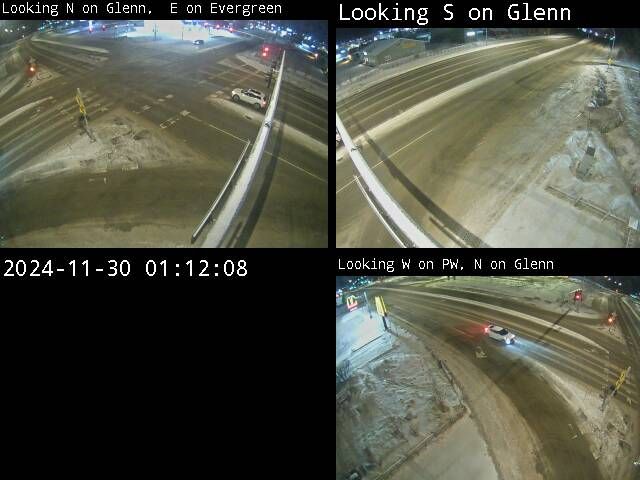 Looking N on Glenn,  E on Evergreen
Looking S on Glenn
2024-11-30 01:12:08
Looking W on PW, N on Glenn